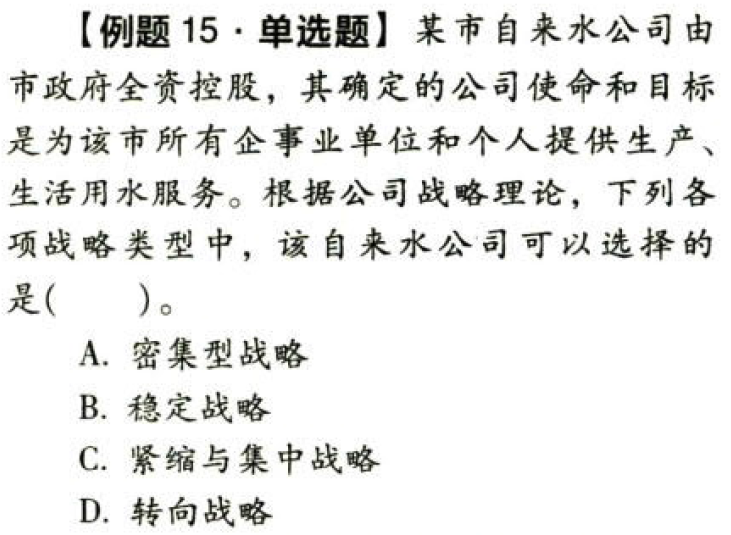 【例题 15·单选题】某市自来水公司由
市政府全资控股，其确定的公司使命和目标
是为该市所有企事业单位和个人提供生产、
生活用水服务。根据公司战略理论，下列各
项战略类型中，该自来水公司可以选择的
是(　　)。
A. 密集型战略
B. 稳定战略
C. 紧缩与集中战略
D. 转向战略